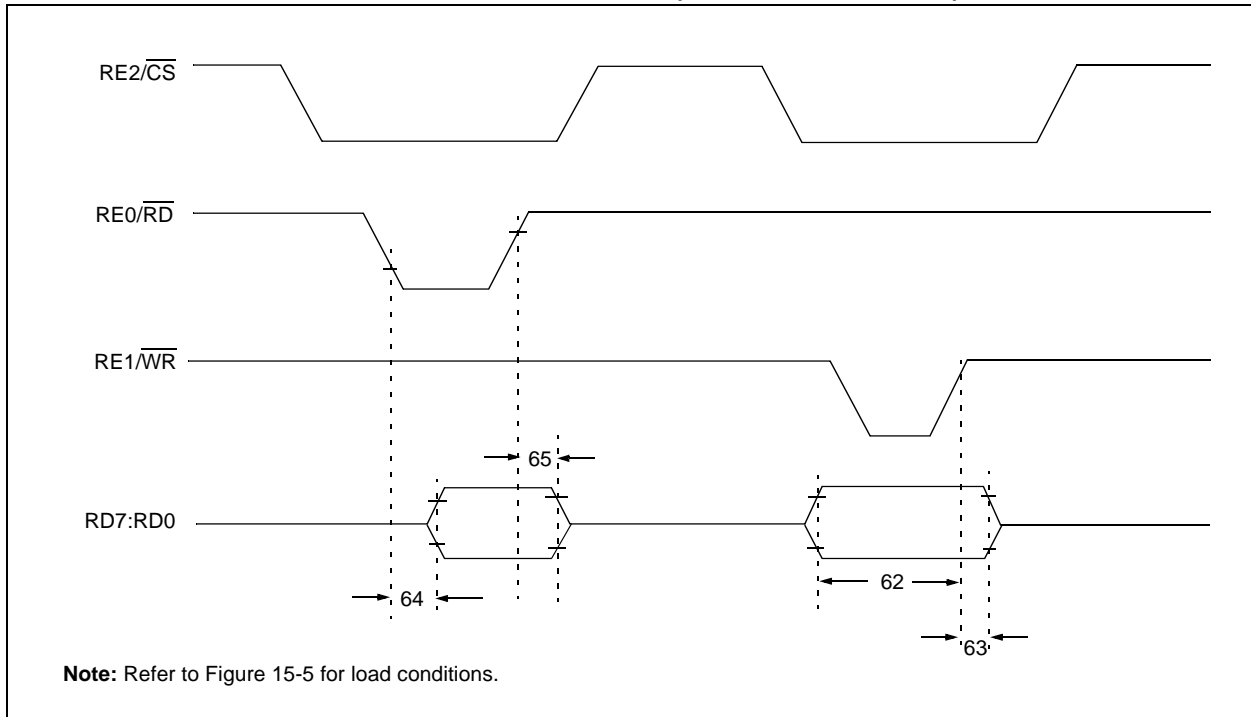 RE2/CS
RE0/RD
RE1/WR
65
RD7:RD0
62
64
63
Note: Refer to Figure 15-5 for load conditions.